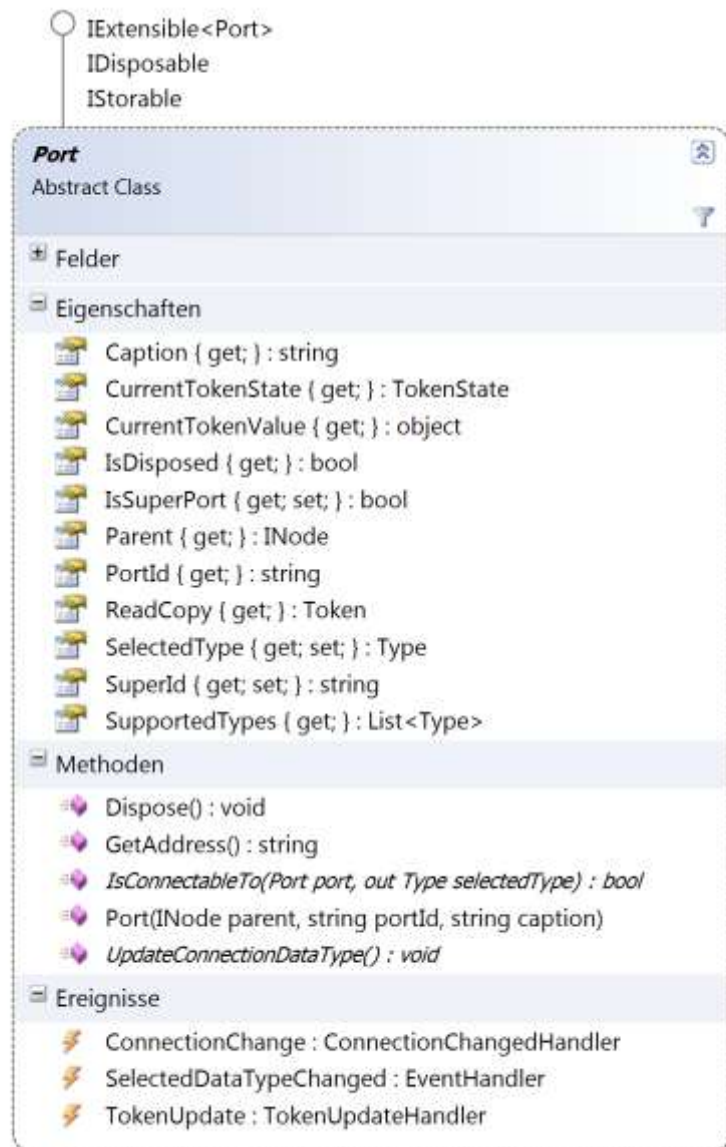 IExtensible<Port>
IDisposable
IStorable
Port
Abstract Class
Felder
Eigenschaften
Caption { get; } : string
CurrentTokenState { get; } : TokenState
CurrentTokenValue { get; } : object
IsDisposed { get; } : bool
IsSuperPort { get; set; } : bool
Parent { get; } : INode
PortId { get; } : string
ReadCopy { get; } : Token
SelectedType { get; set; } : Type
SuperId { get; set; } : string
SupportedTypes { get; } : List<Type>
Methoden
Dispose() : void
GetAddress() : string
IsConnectableTo(Port port, out Type selectedType) : bool
Port(INode parent, string portId, string caption)
UpdateConnectionDataType() : void
Ereignisse
ConnectionChange : ConnectionChangedHandler
SelectedDataTypeChanged : EventHandler
TokenUpdate : TokenUpdateHandler